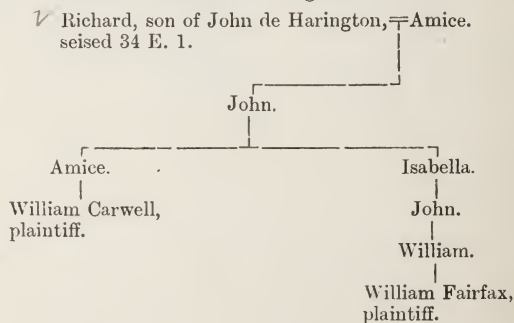 V Richard, son of John de Harington,=Amice.
seised 34 E. 1.
John.
Amice. Isabella.
William Carwell, John.
plaintiff. William.
William Fairfax,
plaintiff.